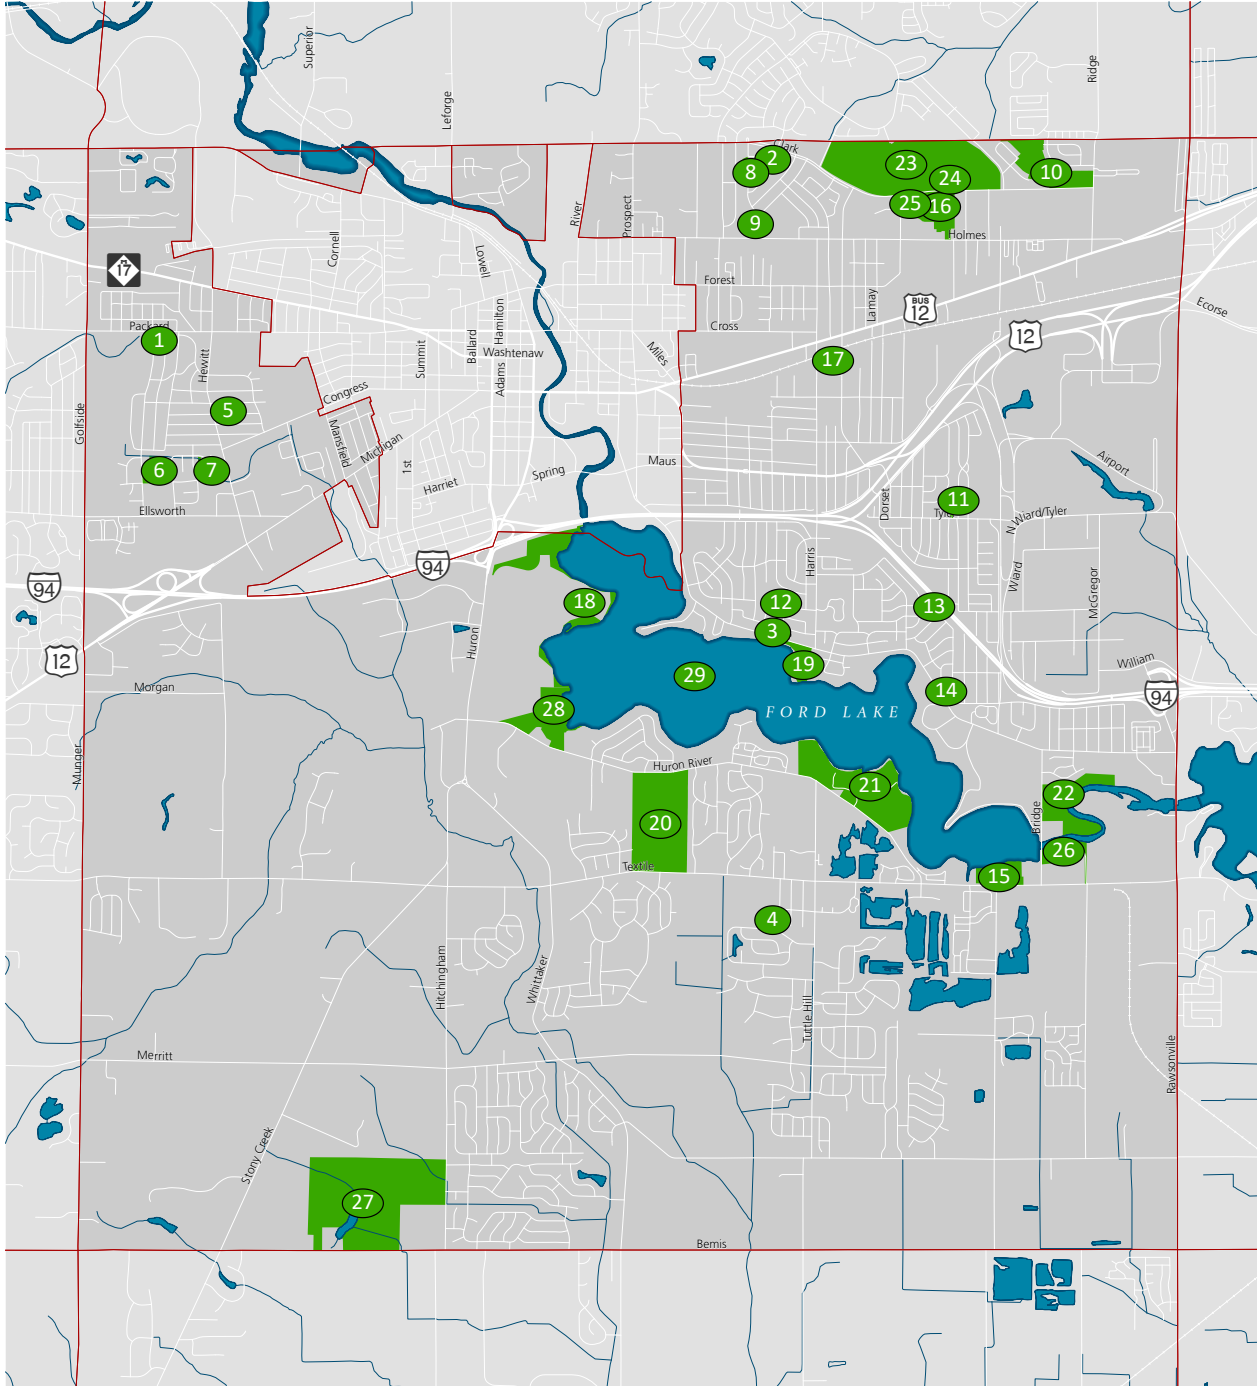 Superior
Leforge
Ridge
Clark
2
8
23
24
10
25
16
9
Holmes
River
Prospect
Cornell
Lowell
17
Forest
Lamay
BUS
12
Ecorse
Packard
1
Hewitt
Cross
12
Hamilton
Ballard
Summit
Washtenaw
Adams
Miles
17
Congress
5
Golfside
Mansfield
Michigan
1st
Harriet
Spring
Maus
6
7
Ellsworth
Airport
11
Dorset
Tyler
N Wiard/Tyler
94
94
Harris
Wiard
McGregor
18
12
13
3
Huron
29
19
12
William
Morgan
14
94
28
FORD LAKE
Munger
Huron River
21
22
20
Bridge
26
Textile
15
4
Hitchingham
Whittaker
Tuttle Hill
Merritt
Rawsonville
Stony Creek
27
Bemis